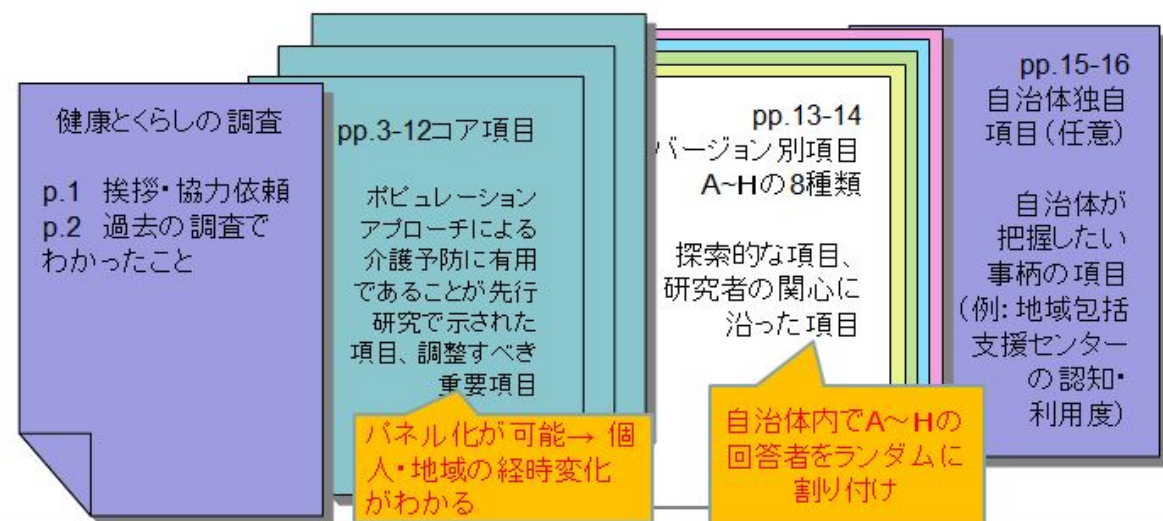 健康とくらしの調査
p.1 挨拶・協力依頼
p.2 過去の調査で
わかったこと
pp.3-12コア項目
ポピュレーション
アプローチによる
介護予防に有用
であることが先行
研究で示された
項目、調整すべき
重要項目
パネル化が可能→ 個
人・地域の経時変化
がわかる
pp.13-14
バージョン別項目
A~Hの8種類
探索的な項目、
研究者の関心に
沿った項目
自治体内でA～Hの
回答者をランダムに
割り付け
pp.15-16
自治体独自
項目（任意）
自治体が
把握したい
事柄の項目
（例：地域包括
支援センター
の認知・
利用度）